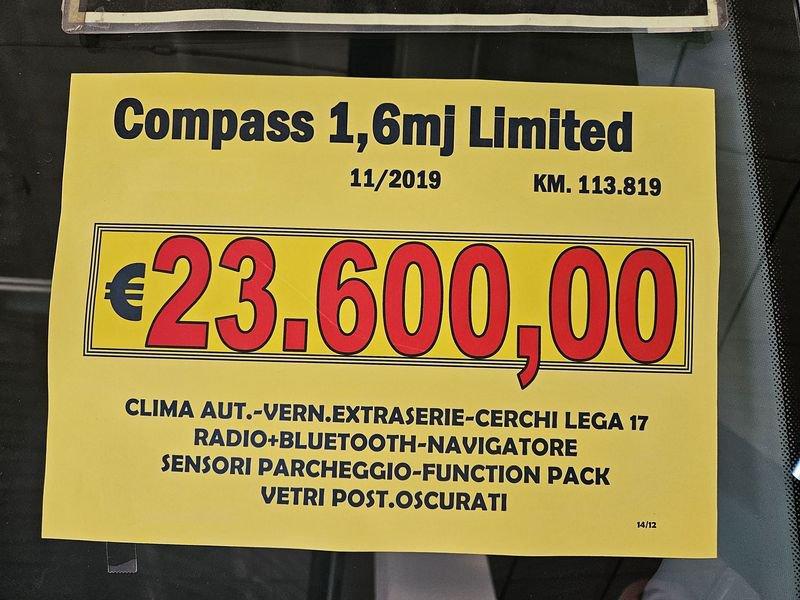 Compass 1,6mj Limited
11/2019 KM. 113.819
€23.600,00
CLIMA AUT.-VERN.EXTRASERIE-CERCHI LEGA 17
RADIO+BLUETOOTH-NAVIGATORE
SENSORI PARCHEGGIO-FUNCTION PACK
VETRI POST.OSCURATI
14/12